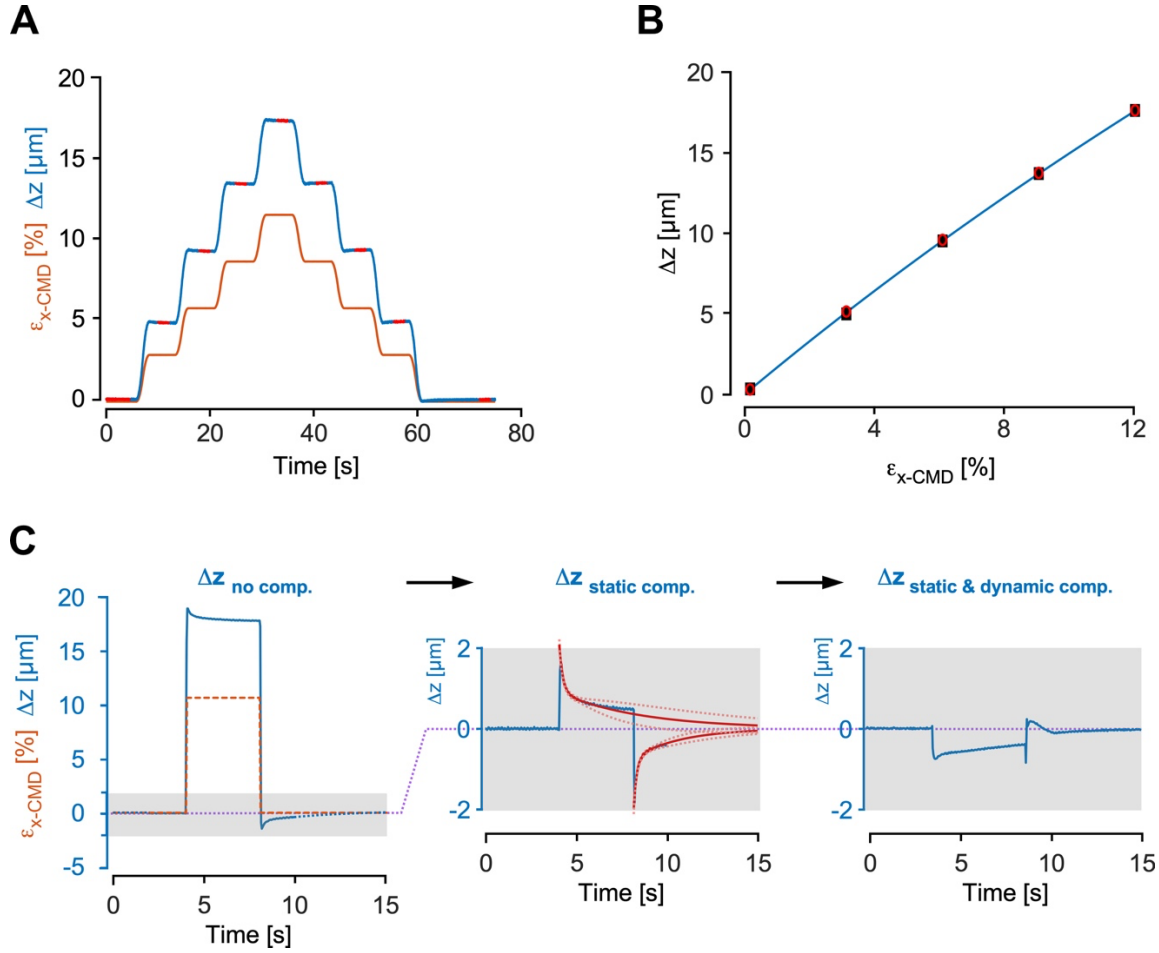 A
20
15
10
5
0
εx-CMD [%] Δz [µm]
0 20 40 60 80
Time [s]
B
20
15
10
5
0
Δz [µm]
0 4 8 12
εx-CMD [%]
C
Δz no comp.
Δz static comp.
Δz static & dynamic comp.
20
15
10
5
0
-5
εx-CMD [%] Δz [µm]
0 5 10 15
Time [s]
2
0
-2
Δz [µm]
0 5 10 15
Time [s]
2
0
-2
Δz [µm]
0 5 10 15
Time [s]